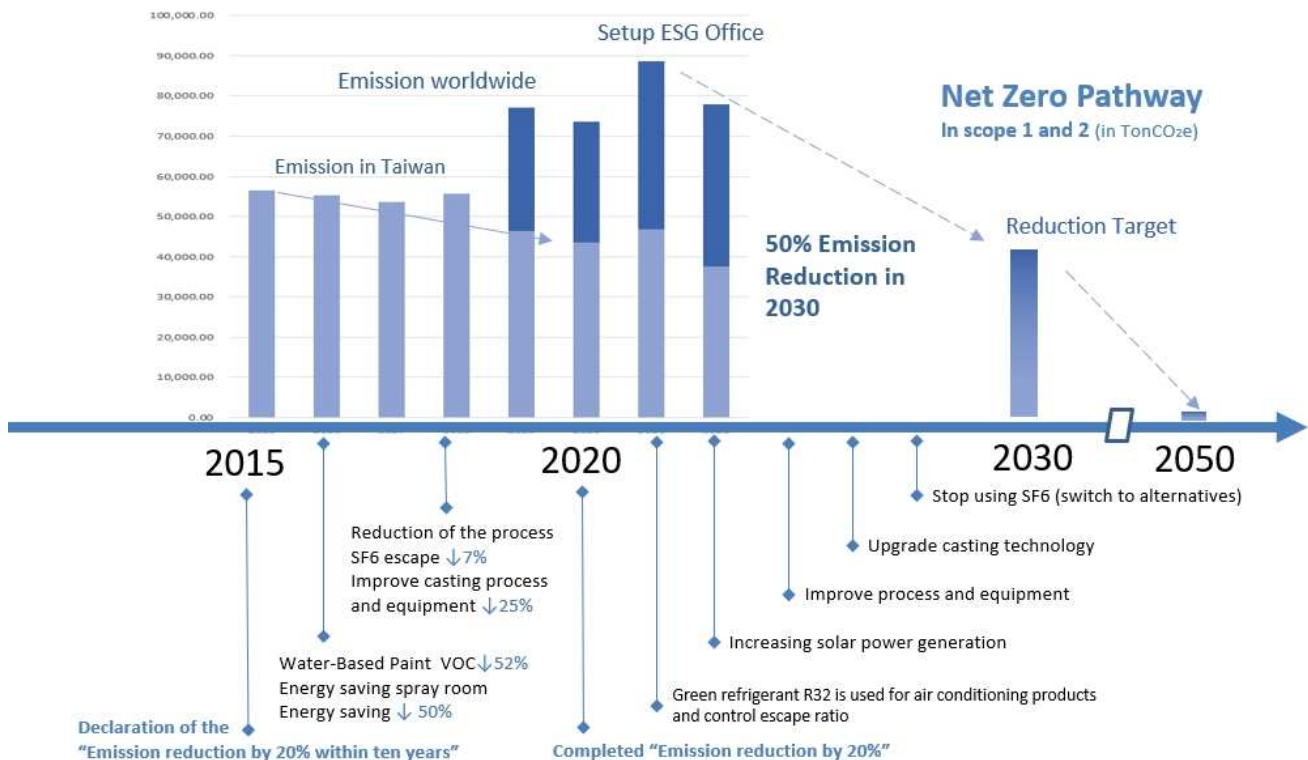 100,000.00
90,000.00
80,000.00
70,000.00
60,000.00
50,000.00
40,000.00
30,000.00
20,000.00
10,000.00
0.00
Setup ESG Office
Emission worldwide
Emission in Taiwan
Net Zero Pathway
In scope 1 and 2 (in TonCO₂e)
50% Emission
Reduction in
2030
Reduction Target
2015
2020
2030
2050
Reduction of the process
SF6 escape ↓7%
Improve casting process
and equipment ↓25%
Water-Based Paint VOC↓52%
Energy saving spray room
Energy saving ↓ 50%
Declaration of the
“Emission reduction by 20% within ten years”
Completed “Emission reduction by 20%”
Stop using SF6 (switch to alternatives)
Upgrade casting technology
Improve process and equipment
Increasing solar power generation
Green refrigerant R32 is used for air conditioning products
and control escape ratio